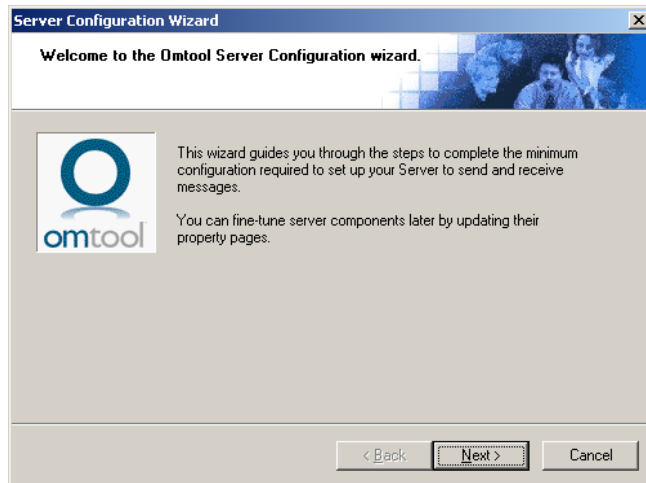 Server Configuration Wizard
Welcome to the Omtool Server Configuration wizard.
This wizard guides you through the steps to complete the minimum
configuration required to set up your Server to send and receive
messages.
You can fine-tune server components later by updating their
property pages.
omtool
< Back Next > Cancel